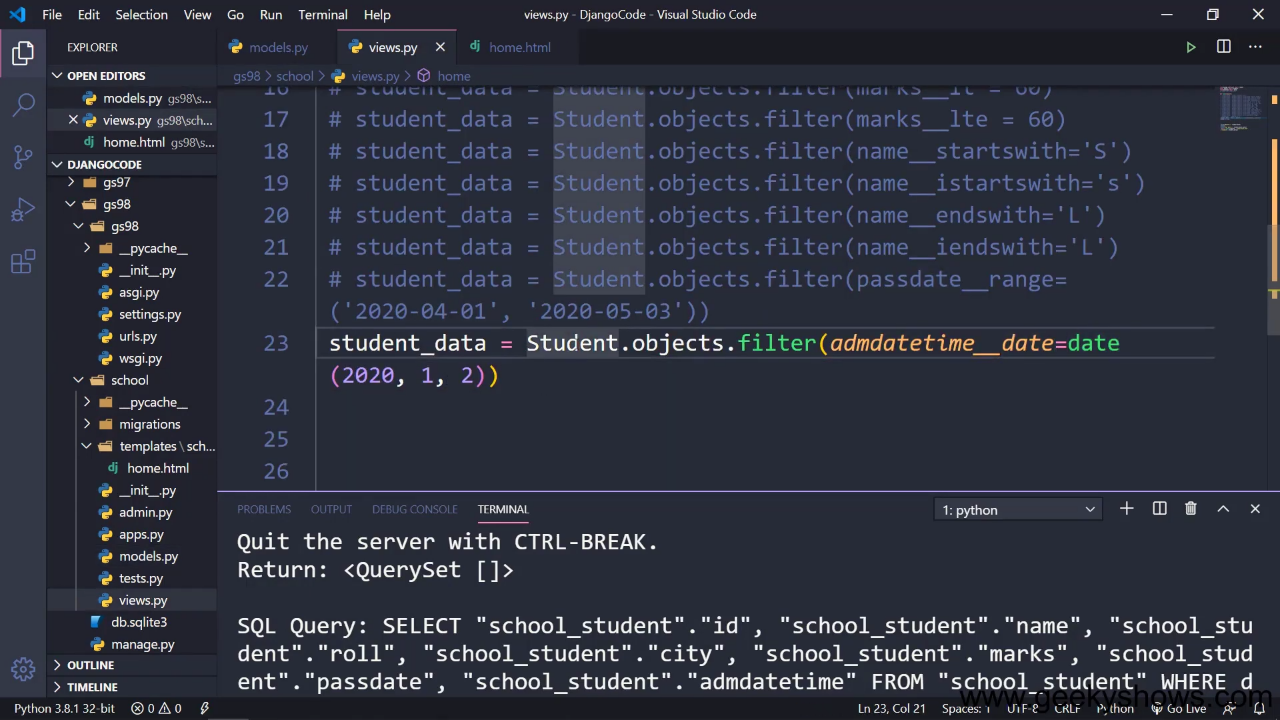 File Edit Selection View Go Run Terminal Help views.py - DjangoCode - Visual Studio Code
EXPLORER
OPEN EDITORS
models.py gs98\s...
views.py gs98\sch...
home.html gs98\s...
DJANGOCODE
gs97
gs98
gs98
__pycache__
__init__.py
asgi.py
settings.py
urls.py
wsgi.py
school
__pycache__
migrations
templates \ sch...
home.html
__init__.py
admin.py
apps.py
models.py
tests.py
views.py
db.sqlite3
manage.py
OUTLINE
TIMELINE
models.py views.py home.html
gs98 > school > views.py > home
16 # student_data = Student.objects.filter(marks__lt = 60)
17 # student_data = Student.objects.filter(marks__lte = 60)
18 # student_data = Student.objects.filter(name__startswith='S')
19 # student_data = Student.objects.filter(name__istartswith='s')
20 # student_data = Student.objects.filter(name__endswith='L')
21 # student_data = Student.objects.filter(name__iendswith='L')
22 # student_data = Student.objects.filter(passdate__range=
('2020-04-01', '2020-05-03'))
23 student_data = Student.objects.filter(admdatetime__date=date
(2020, 1, 2))
24
25
26
PROBLEMS OUTPUT DEBUG CONSOLE TERMINAL 1: python
Quit the server with CTRL-BREAK.
Return: <QuerySet []>
SQL Query: SELECT "school_student"."id", "school_student"."name", "school_stu
dent"."roll", "school_student"."city", "school_student"."marks", "school_stud
ent"."passdate", "school_student"."admdatetime" FROM "school_student" WHERE d
www.geekyshows.com
Python 3.8.1 32-bit 0 0 Ln 23, Col 21 Spaces: 1 UTF-8 CRLF Python Go Live